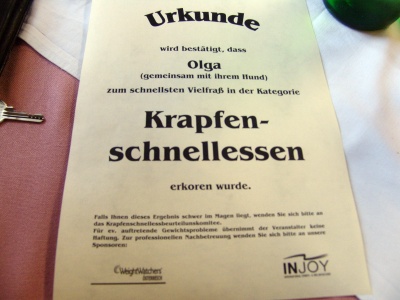 Urkunde
wird bestätigt, dass
Olga
(gemeinsam mit ihrem Hund)
zum schnellsten Vielfraß in der Kategorie
Krapfen-
schnellessen
erkoren wurde.
Falls Ihnen dieses Ergebnis schwer im Magen liegt, wenden Sie sich bitte an
das Krapfenschnellessbeurteilanskomitee.
Für ev. auftretende Gewichtsprobleme übernimmt der Veranstalter keine
Haftung. Zur professionellen Nachbetreuung wenden Sie sich bitte an unsere
Sponsoren:
WeightWatchers
ÖSTERREICH
INJOY